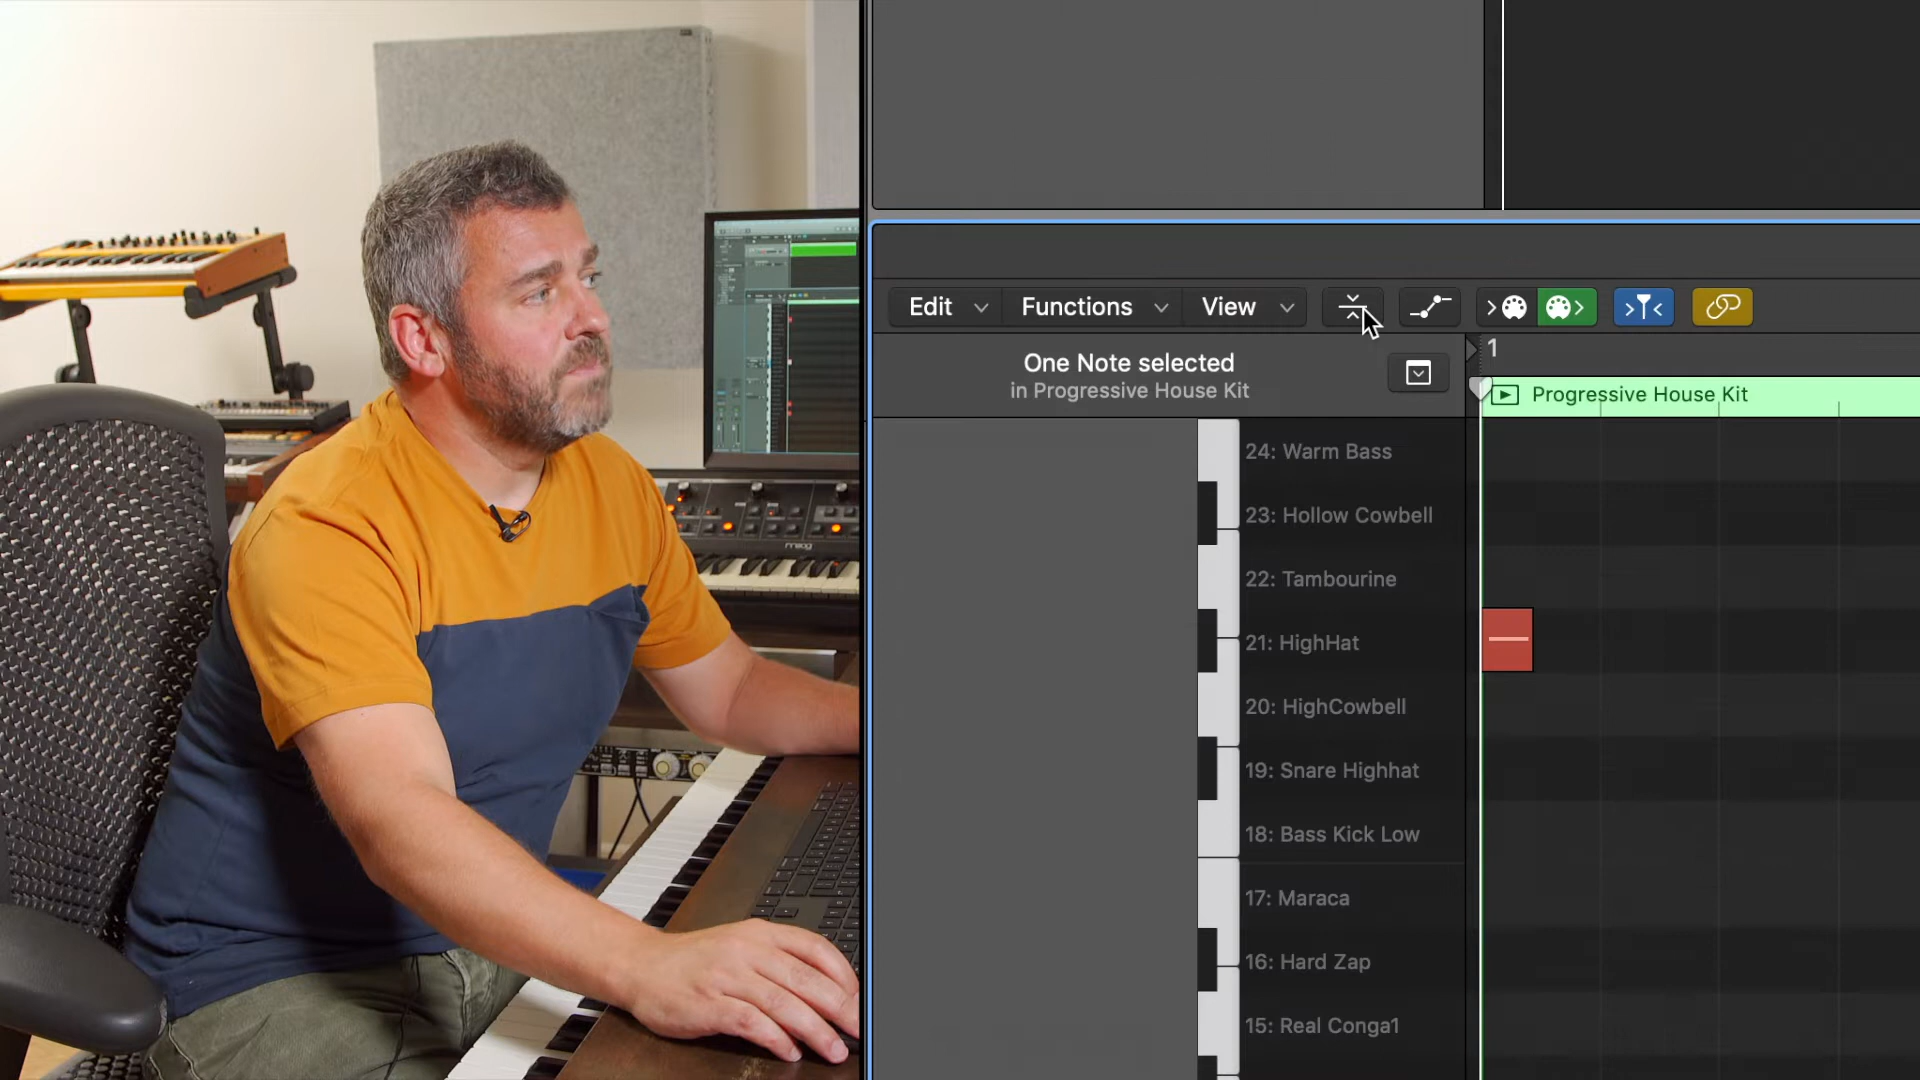 Edit
Functions
View
One Note selected
in Progressive House Kit
1
Progressive House Kit
24: Warm Bass
23: Hollow Cowbell
22: Tambourine
21: HighHat
20: HighCowbell
19: Snare Highhat
18: Bass Kick Low
17: Maraca
16: Hard Zap
15: Real Conga1
moog